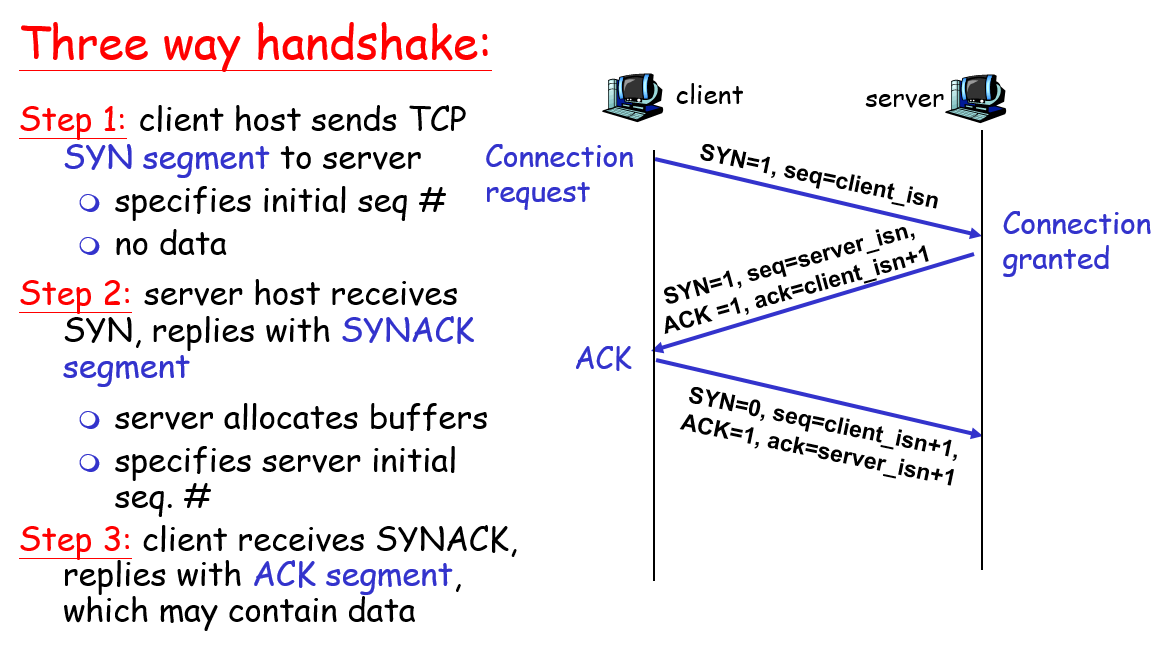 Three way handshake:
Step 1: client host sends TCP
SYN segment to server
specifies initial seq #
no data
Step 2: server host receives
SYN, replies with SYNACK
segment
server allocates buffers
specifies server initial
seq. #
Step 3: client receives SYNACK,
replies with ACK segment,
which may contain data
client
server
Connection
request
SYN=1, seq=client_isn
Connection
granted
SYN=1, seq=server_isn,
ACK =1, ack=client_isn+1
ACK
SYN=0, seq=client_isn+1,
ACK=1, ack=server_isn+1